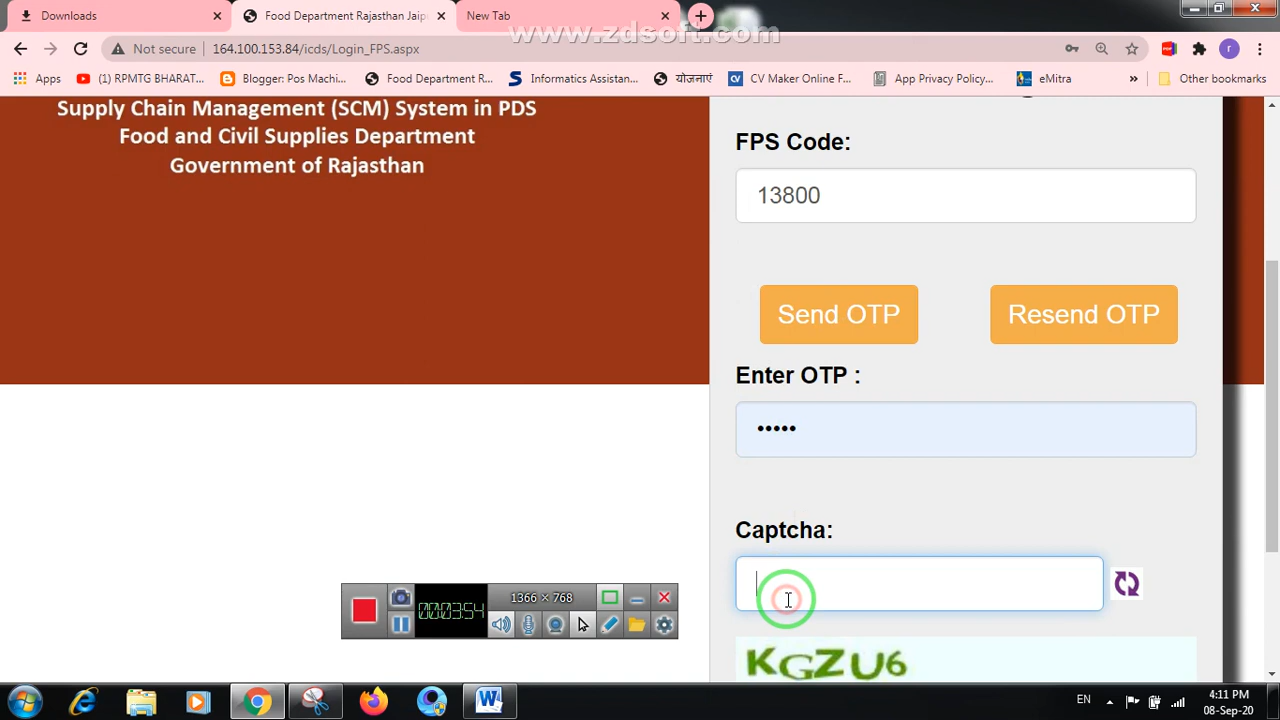 Downloads
Food Department Rajasthan Jaip
New Tab
www.zdsoft.com
Not secure
164.100.153.84/icds/Login_FPS.aspx
r
Apps
(1) RPMTG BHARAT...
Blogger: Pos Machi...
Food Department R...
Informatics Assistan...
योजनाएं
CV
CV Maker Online F...
App Privacy Policy...
eMitra
»
Other bookmarks
Supply Chain Management (SCM) System in PDS
Food and Civil Supplies Department
Government of Rajasthan
FPS Code:
13800
Send OTP
Resend OTP
Enter OTP :
•••••
Captcha:
1366 × 768
00:03:54
KGZU6
EN
4:11 PM
08-Sep-20